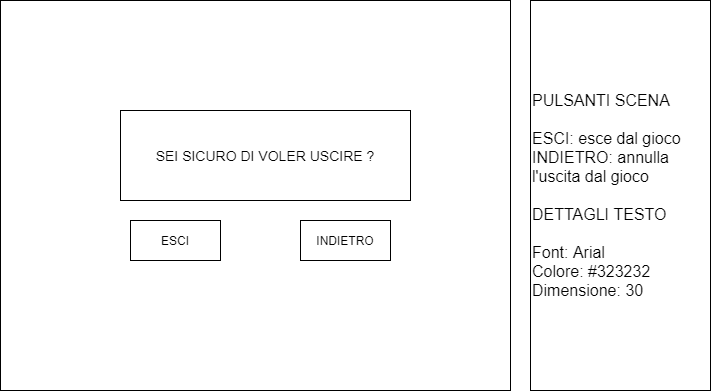 SEI SICURO DI VOLER USCIRE ?
ESCI
INDIETRO
PULSANTI SCENA
ESCI: esce dal gioco
INDIETRO: annulla
l'uscita dal gioco
DETTAGLI TESTO
Font: Arial
Colore: #323232
Dimensione: 30